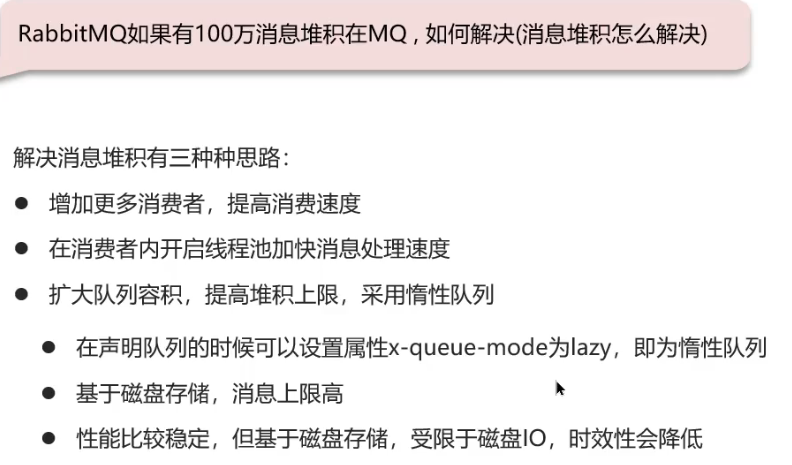 RabbitMQ如果有100万消息堆积在MQ , 如何解决(消息堆积怎么解决)
解决消息堆积有三种种思路：
● 增加更多消费者，提高消费速度
● 在消费者内开启线程池加快消息处理速度
● 扩大队列容积，提高堆积上限，采用惰性队列
● 在声明队列的时候可以设置属性x-queue-mode为lazy，即为惰性队列
● 基于磁盘存储，消息上限高
● 性能比较稳定，但基于磁盘存储，受限于磁盘IO，时效性会降低